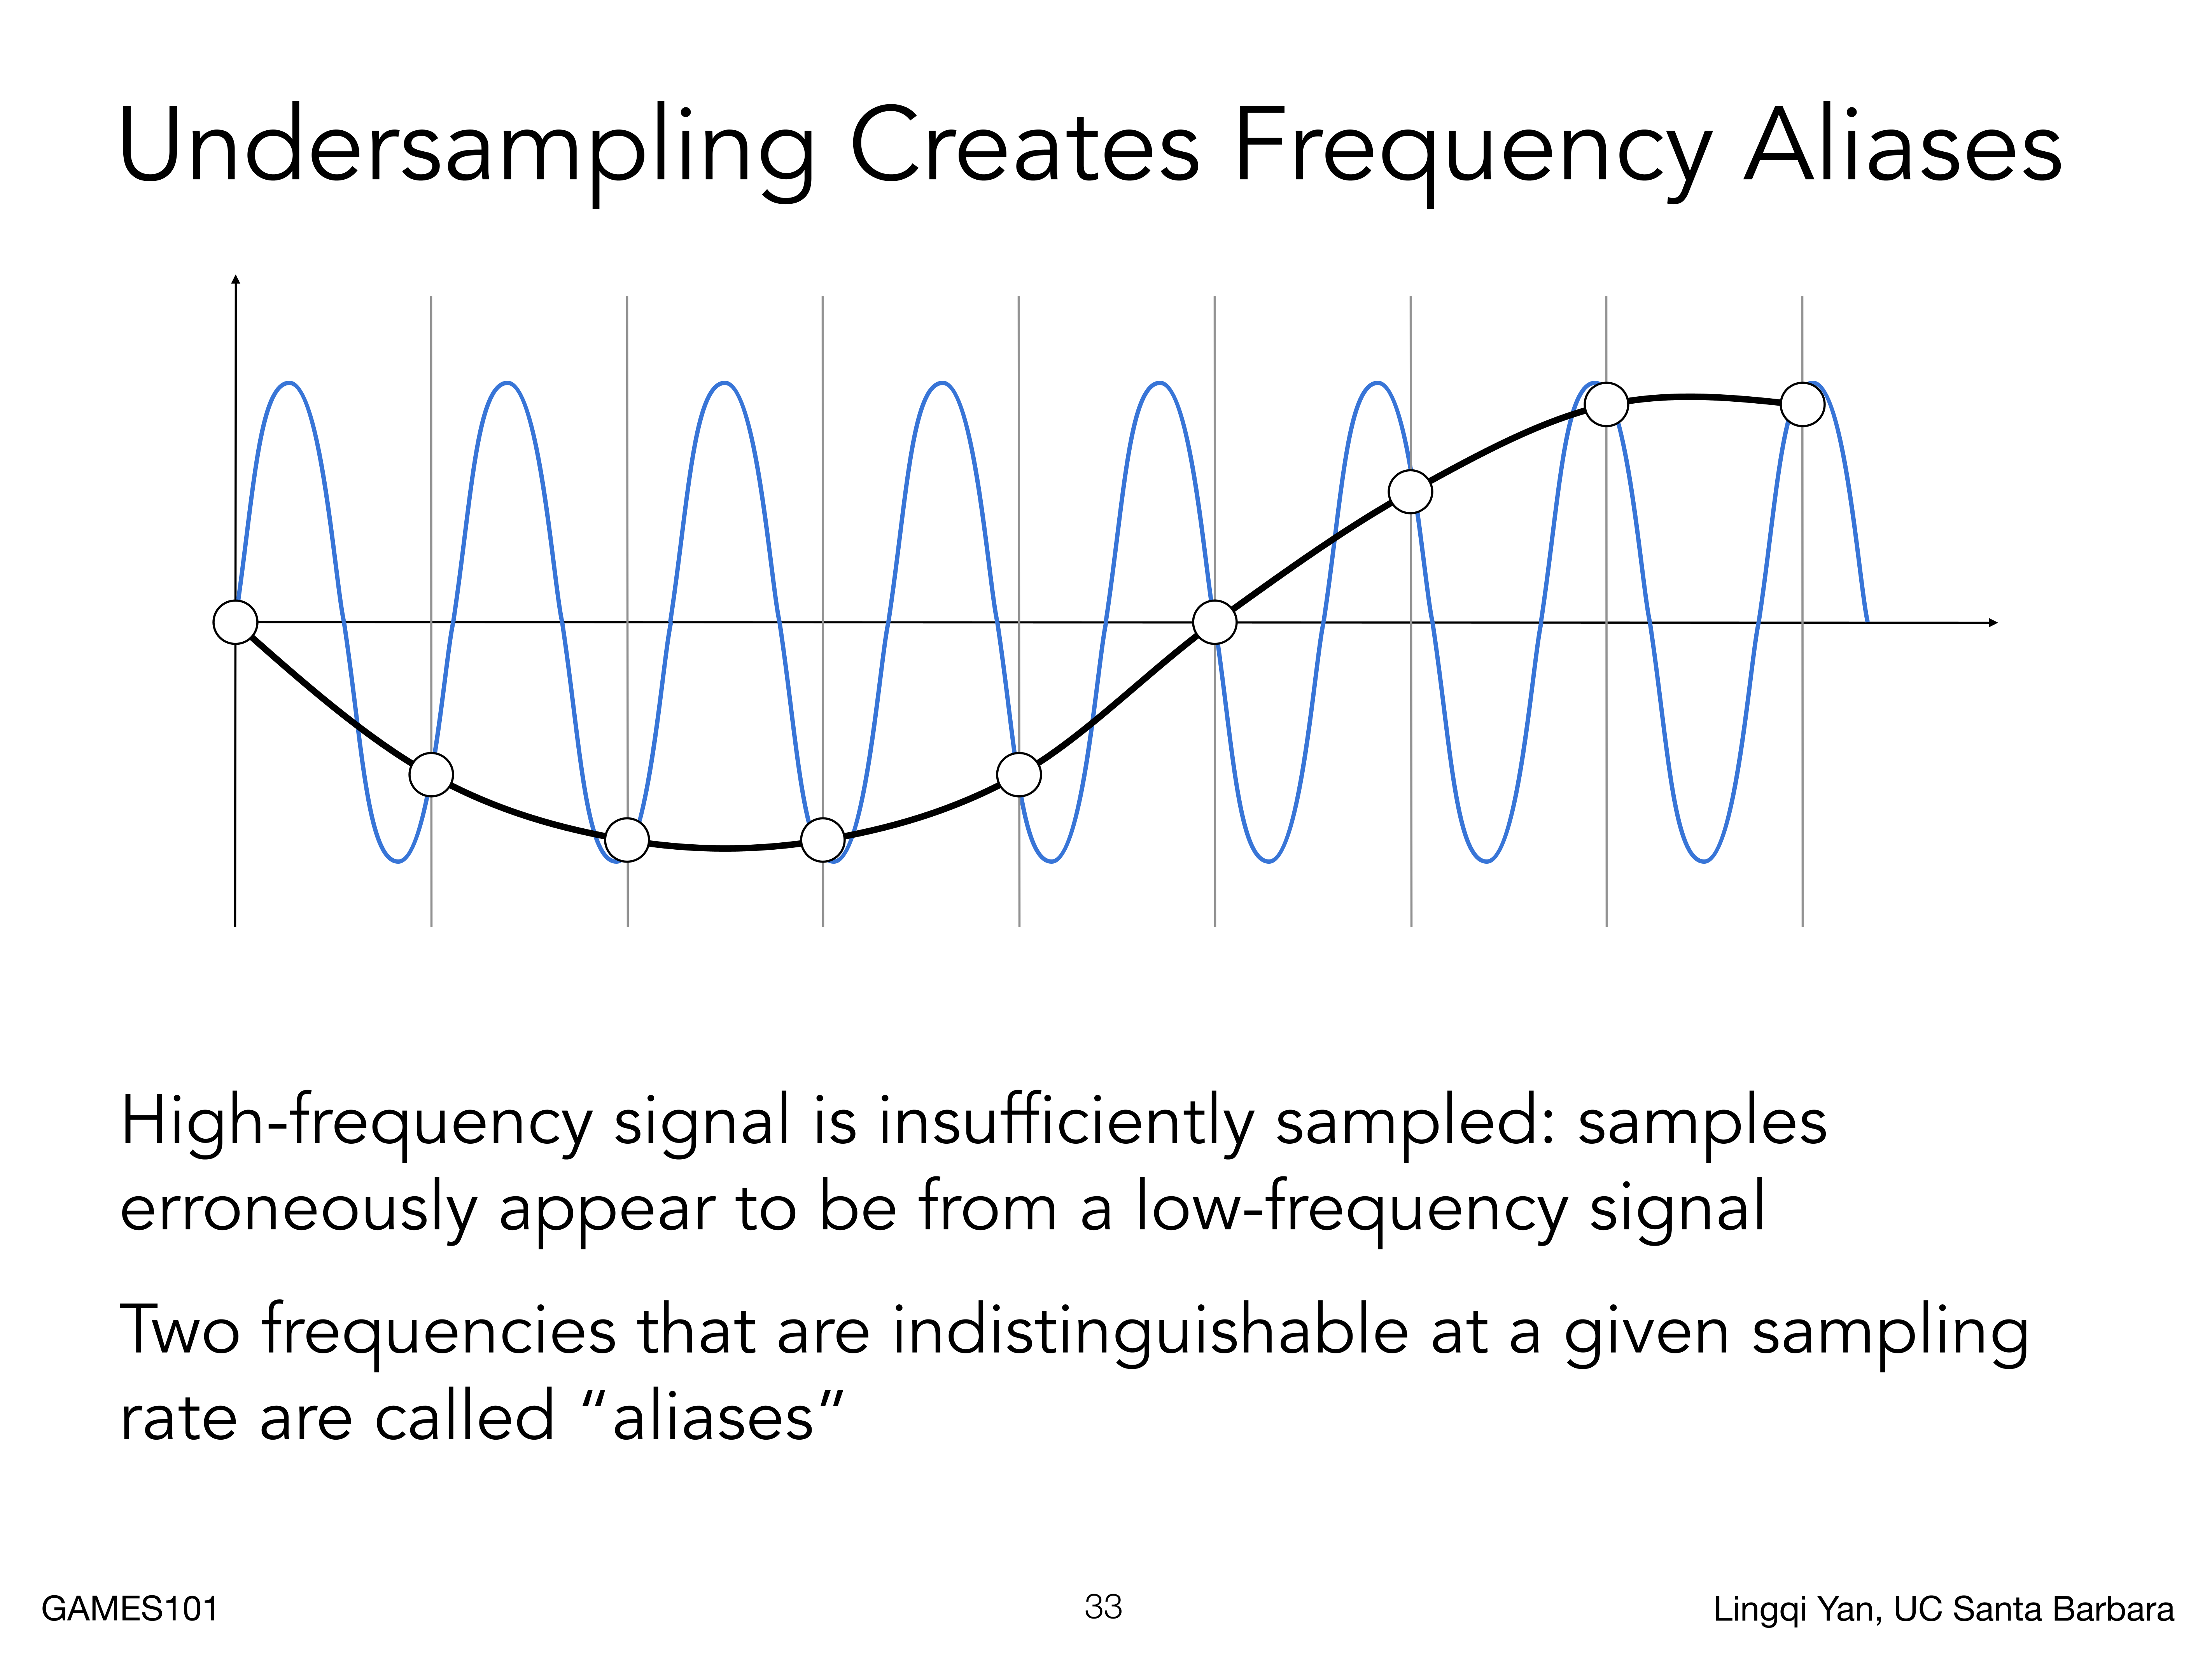 Undersampling Creates Frequency Aliases
High-frequency signal is insufficiently sampled: samples
erroneously appear to be from a low-frequency signal
Two frequencies that are indistinguishable at a given sampling
rate are called “aliases”
GAMES101
33
Lingqi Yan, UC Santa Barbara